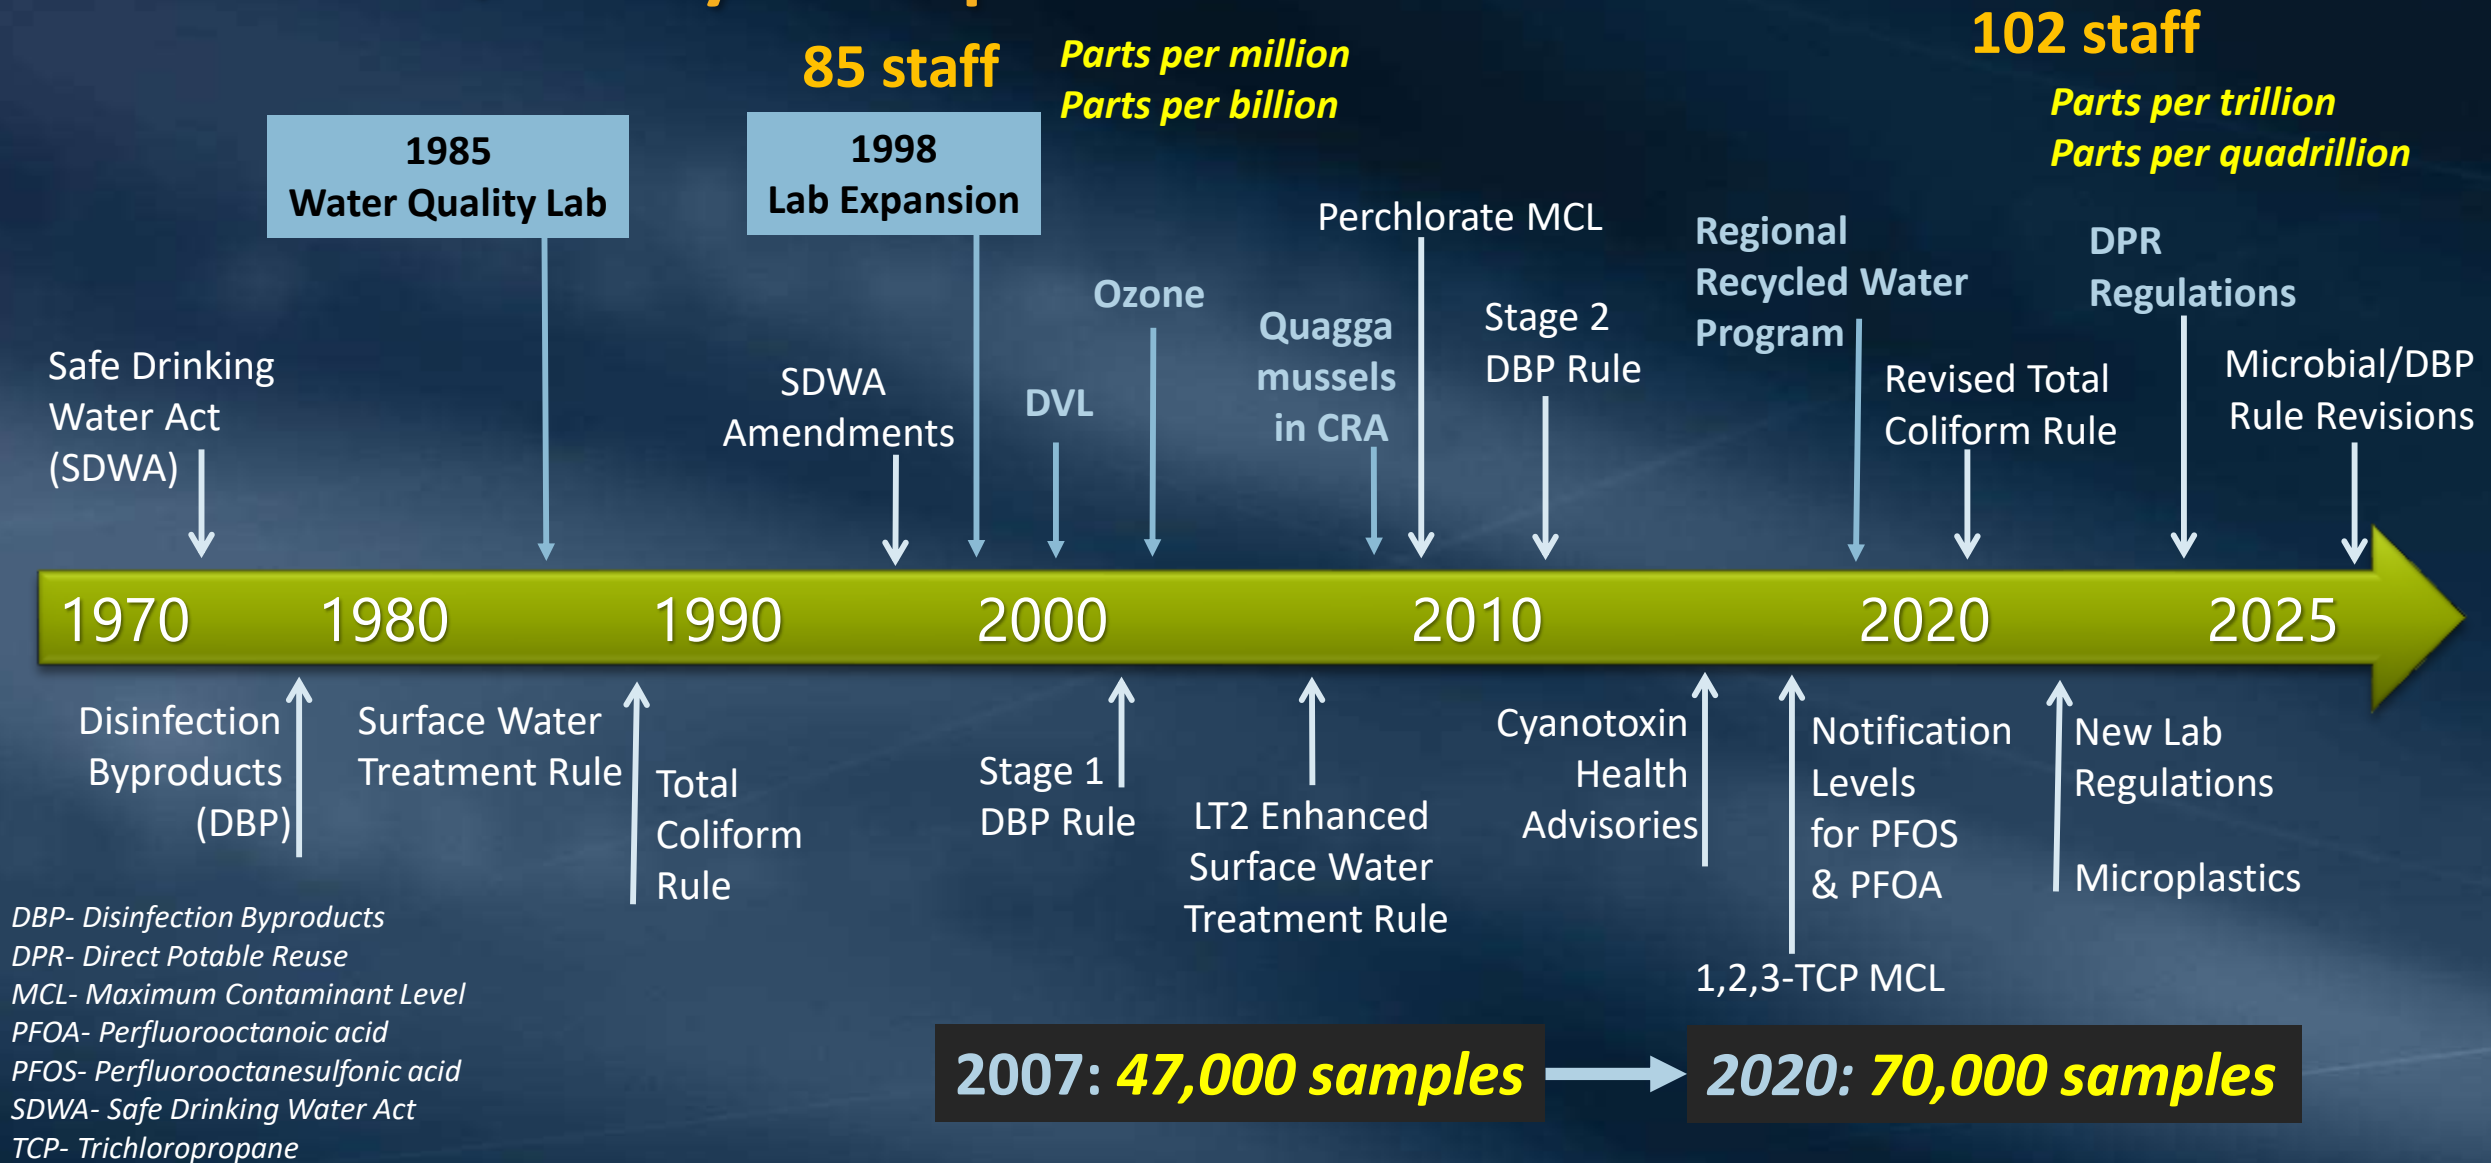 85 staff
Parts per million
Parts per billion
102 staff
Parts per trillion
Parts per quadrillion
1985
Water Quality Lab
1998
Lab Expansion
Safe Drinking
Water Act
(SDWA)
SDWA
Amendments
DVL
Ozone
Quagga
mussels
in CRA
Perchlorate MCL
Stage 2
DBP Rule
Regional
Recycled Water
Program
Revised Total
Coliform Rule
DPR
Regulations
Microbial/DBP
Rule Revisions
1970
1980
1990
2000
2010
2020
2025
Disinfection
Byproducts
(DBP)
Surface Water
Treatment Rule
Total
Coliform
Rule
Stage 1
DBP Rule
LT2 Enhanced
Surface Water
Treatment Rule
Cyanotoxin
Health
Advisories
1,2,3-TCP MCL
Notification
Levels
for PFOS
& PFOA
New Lab
Regulations
Microplastics
DBP- Disinfection Byproducts
DPR- Direct Potable Reuse
MCL- Maximum Contaminant Level
PFOA- Perfluorooctanoic acid
PFOS- Perfluorooctanesulfonic acid
SDWA- Safe Drinking Water Act
TCP- Trichloropropane
2007: 47,000 samples
2020: 70,000 samples